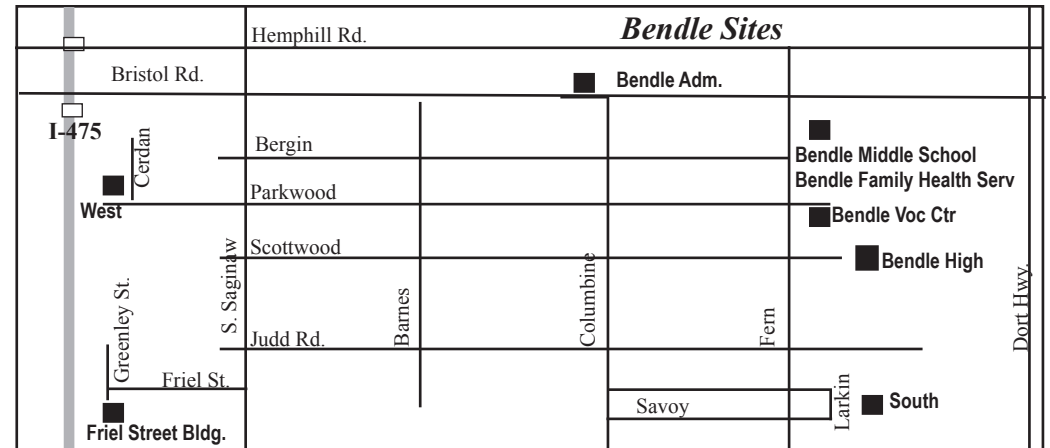 Bendle Sites
Hemphill Rd.
Bristol Rd.
Bendle Adm.
I-475
Cerdan
Bergin
Bendle Middle School
Bendle Family Health Serv
West
Parkwood
Bendle Voc Ctr
S. Saginaw
Scottwood
Bendle High
Greenley St.
Barnes
Columbine
Fern
Dort Hwy.
Judd Rd.
Friel St.
Savoy
Larkin
South
Friel Street Bldg.